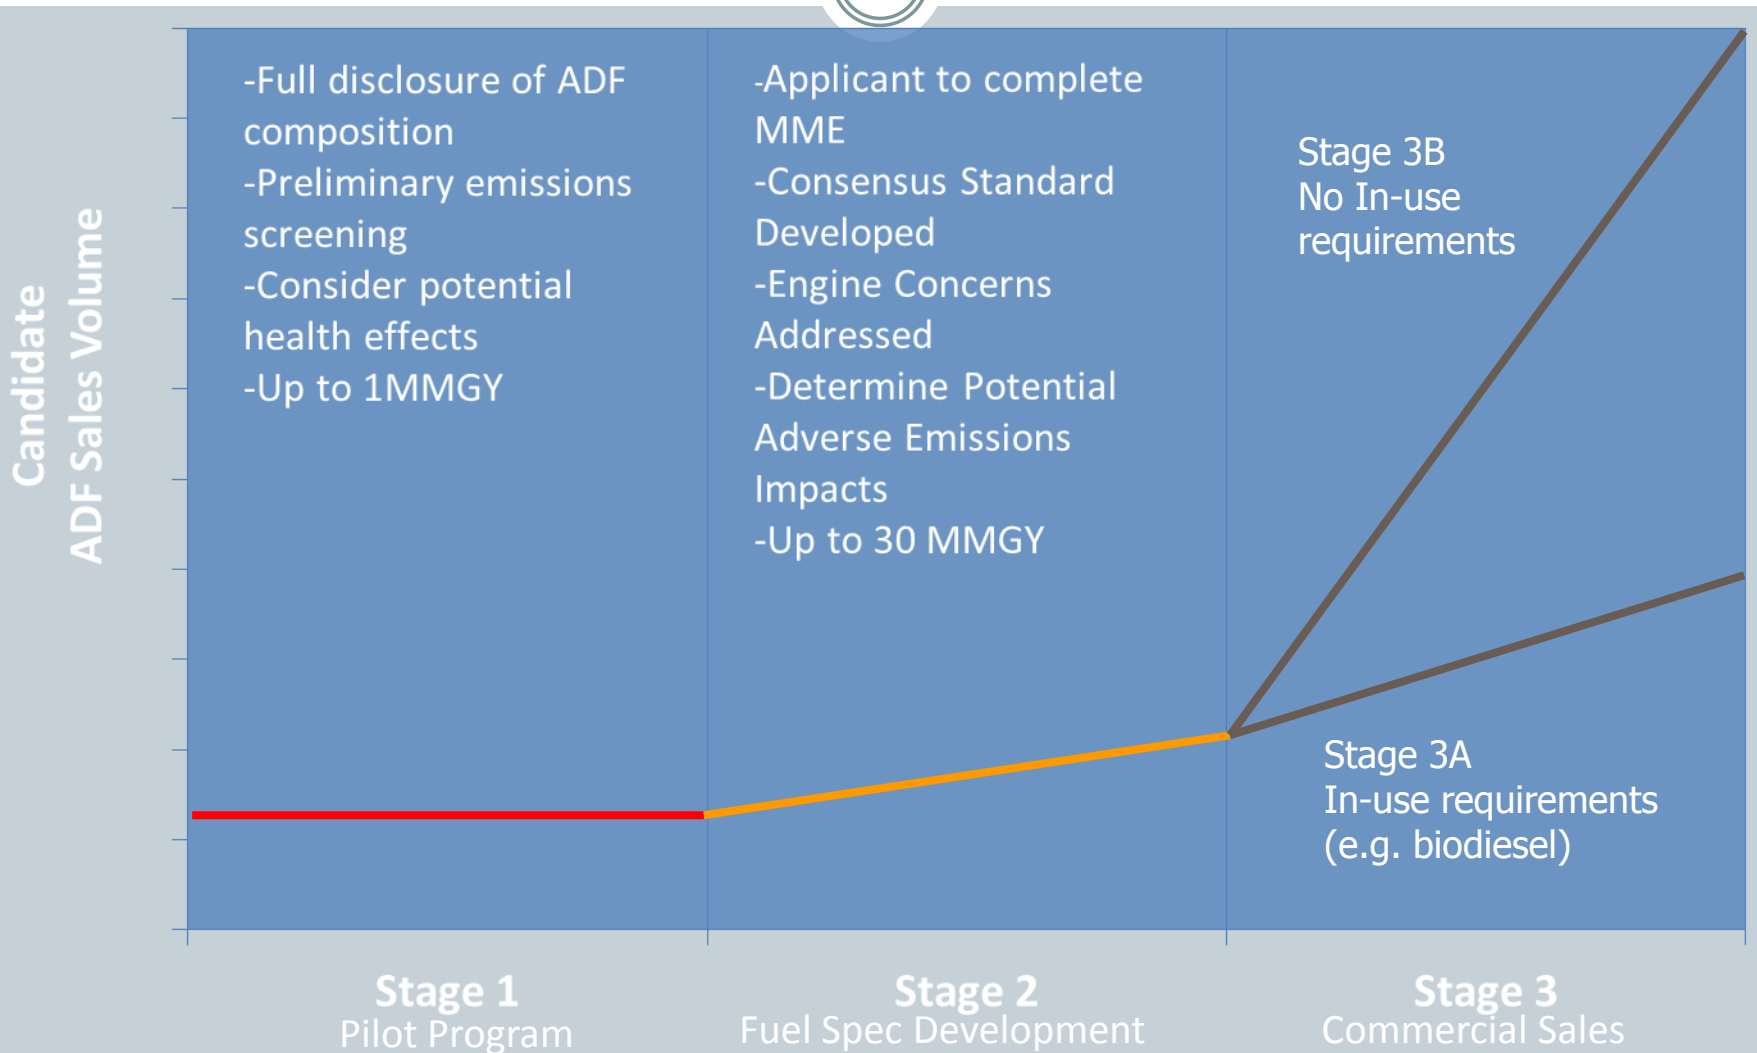 Candidate
ADF Sales Volume
-Full disclosure of ADF
composition
-Preliminary emissions
screening
-Consider potential
health effects
-Up to 1MMGY
-Applicant to complete
MME
-Consensus Standard
Developed
-Engine Concerns
Addressed
-Determine Potential
Adverse Emissions
Impacts
-Up to 30 MMGY
Stage 3B
No In-use
requirements
Stage 3A
In-use requirements
(e.g. biodiesel)
Stage 1
Pilot Program
Stage 2
Fuel Spec Development
Stage 3
Commercial Sales